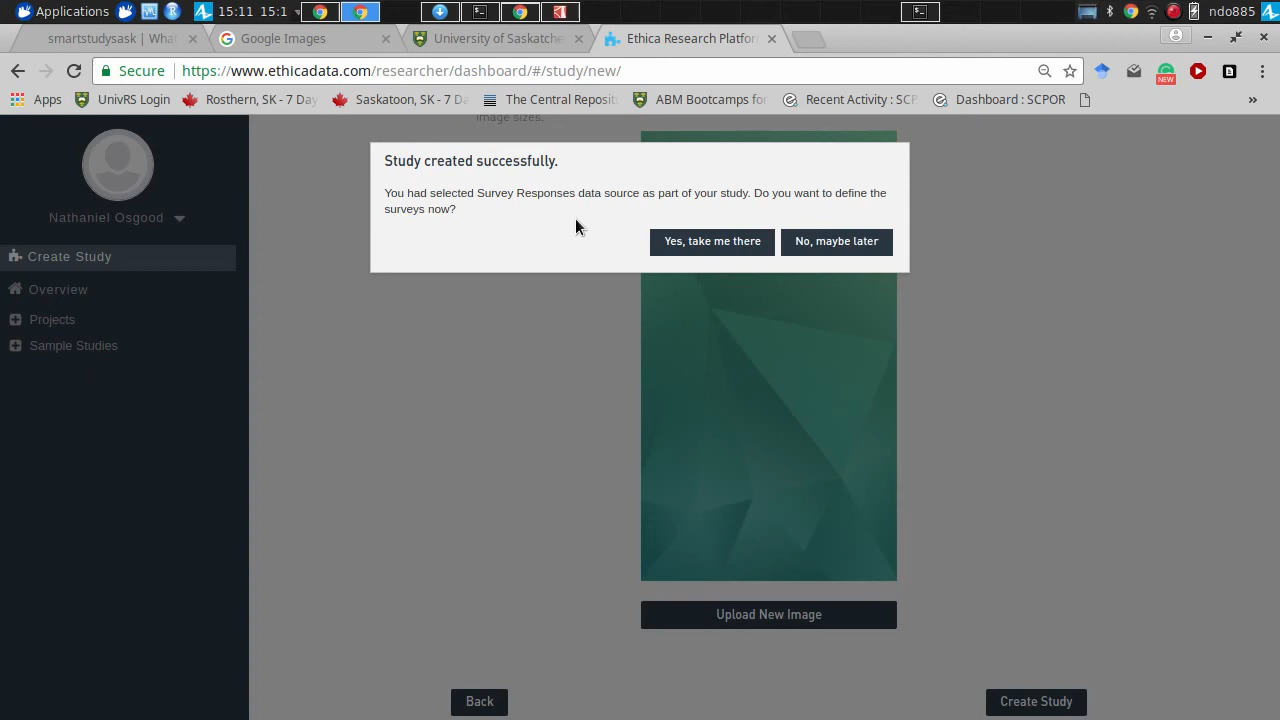 Applications 15:11 15:1 ndo885
smartstudysask | What
Google Images
University of Saskatche
Ethica Research Platfor
Secure https://www.ethicadata.com/researcher/dashboard/#/study/new/
NEW
Apps UnivRS Login Rosthern, SK - 7 Day Saskatoon, SK - 7 Da The Central Reposit ABM Bootcamps for Recent Activity : SCP Dashboard : SCPOR »
image sizes.
Nathaniel Osgood
Create Study
Overview
Projects
Sample Studies
Study created successfully.
You had selected Survey Responses data source as part of your study. Do you want to define the
surveys now?
Yes, take me there No, maybe later
Upload New Image
Back Create Study